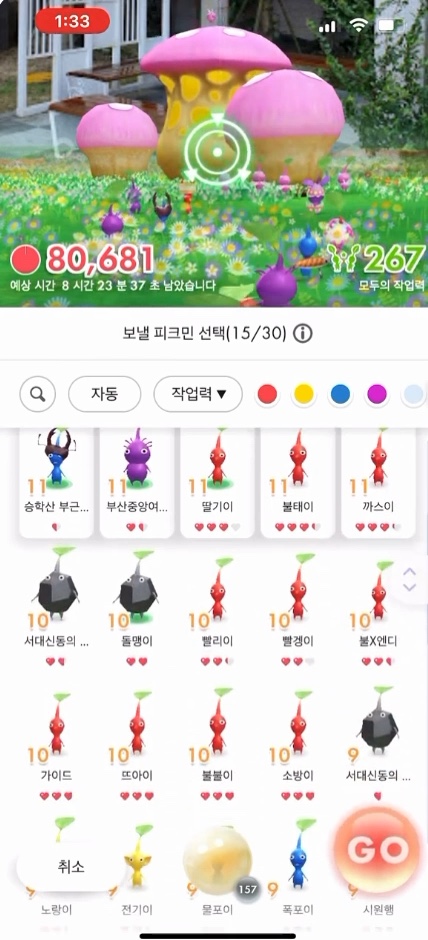 1:33
80,681
267
예상 시간 8 시간 23 분 37 초 남았습니다
모두의 작업력
보낼 피크민 선택(15/30)
자동
작업력▼
11 11 11 11 11
승학산 부근... 부산중앙여... 딸기이 불태이 까스이
10 10 10 10 10
서대신동의 ... 돌맹이 빨리이 빨겡이 불X엔디
10 10 10 10 9
가이드 뜨아이 불불이 소방이 서대신동의 ...
GO
취소
157
9 9 9 9 9
노랑이 전기이 물포이 폭포이 시원행